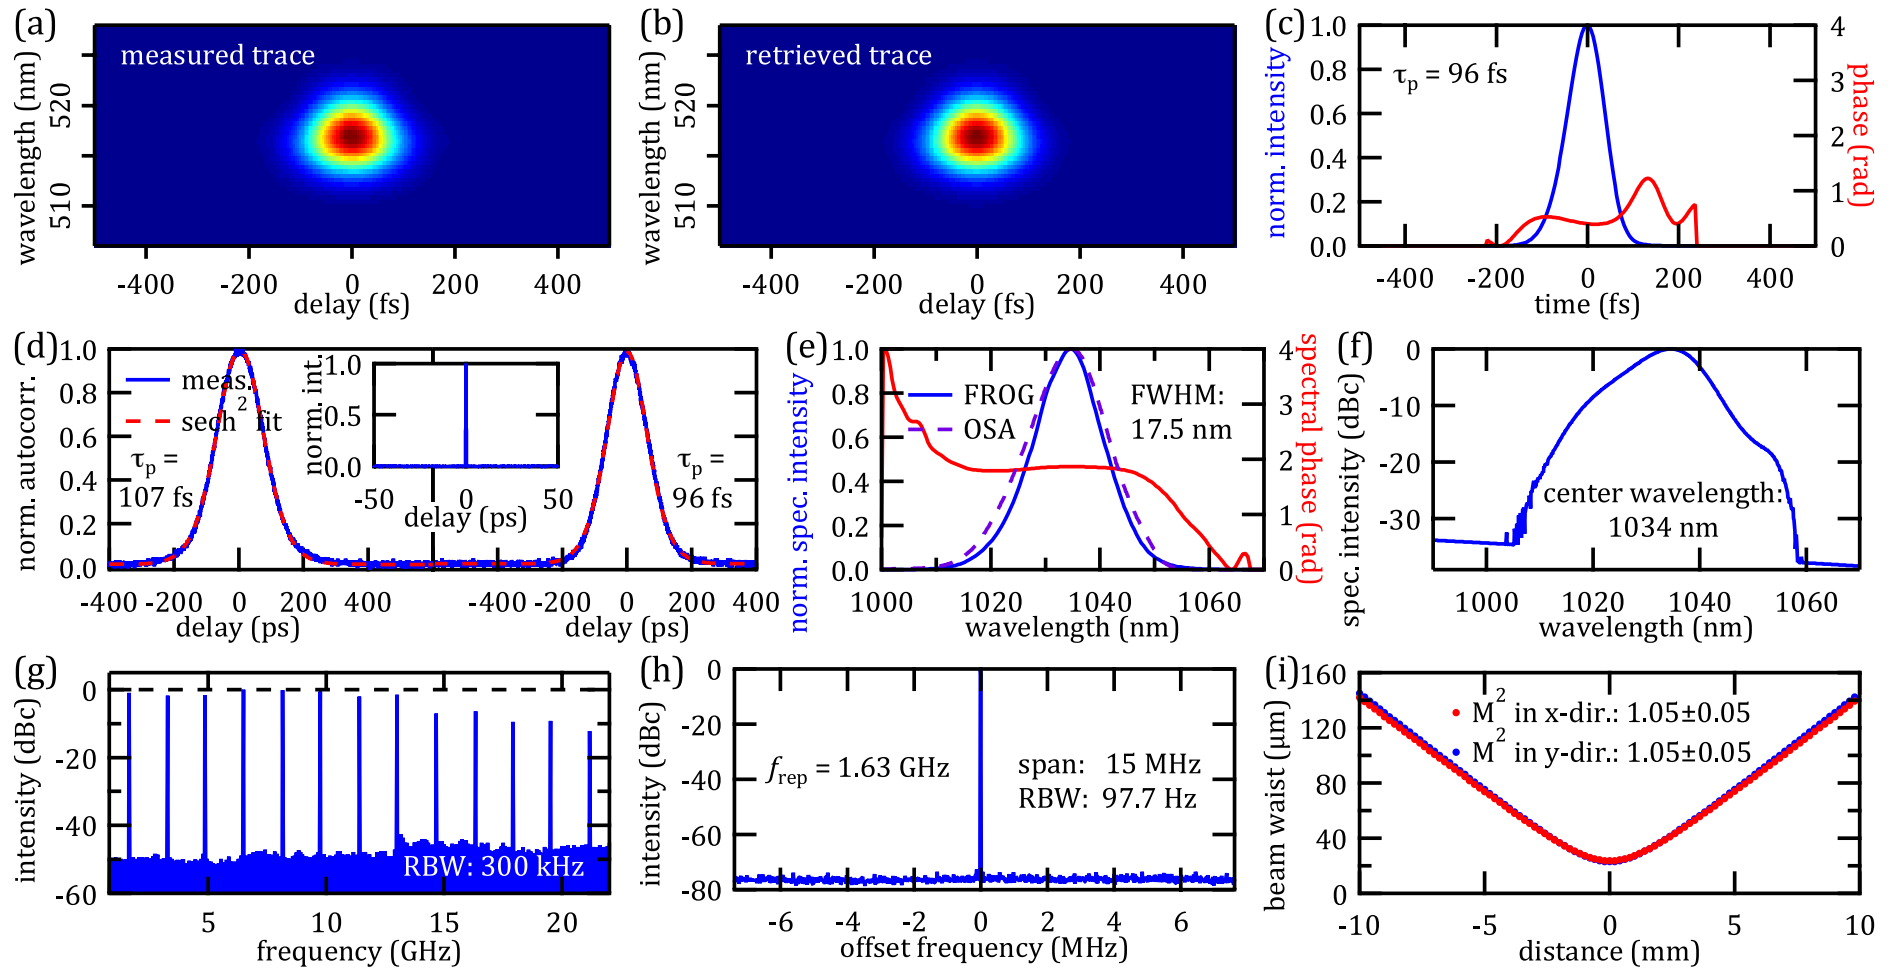 (a)
measured trace
wavelength (nm)
520
510
-400
-200
0
200
400
delay (fs)
(b)
retrieved trace
wavelength (nm)
520
510
-400
-200
0
200
400
delay (fs)
(c)
τp = 96 fs
norm. intensity
1.0
0.8
0.6
0.4
0.2
0.0
phase (rad)
4
3
2
1
0
-400
-200
0
200
400
time (fs)
(d)
norm. autocorr.
1.0
0.8
0.6
0.4
0.2
0.0
meas.
sech² fit
τp =
107 fs
norm. int.
1.0
0.5
0.0
-50
0
50
delay (ps)
τp =
96 fs
-400
-200
0
200
-200
0
200
400
delay (ps)
delay (ps)
(e)
norm. spec. intensity
1.0
0.8
0.6
0.4
0.2
0.0
FROG
OSA
FWHM:
17.5 nm
spectral phase (rad)
4
3
2
1
0
1000
1020
1040
1060
wavelength (nm)
(f)
spec. intensity (dBc)
0
-10
-20
-30
center wavelength:
1034 nm
1000
1020
1040
1060
wavelength (nm)
(g)
intensity (dBc)
0
-20
-40
-60
RBW: 300 kHz
5
10
15
20
frequency (GHz)
(h)
intensity (dBc)
0
-20
-40
-60
-80
frep = 1.63 GHz
span: 15 MHz
RBW: 97.7 Hz
-6
-4
-2
0
2
4
6
offset frequency (MHz)
(i)
beam waist (μm)
160
120
80
40
0
M² in x-dir.: 1.05±0.05
M² in y-dir.: 1.05±0.05
-10
-5
0
5
10
distance (mm)